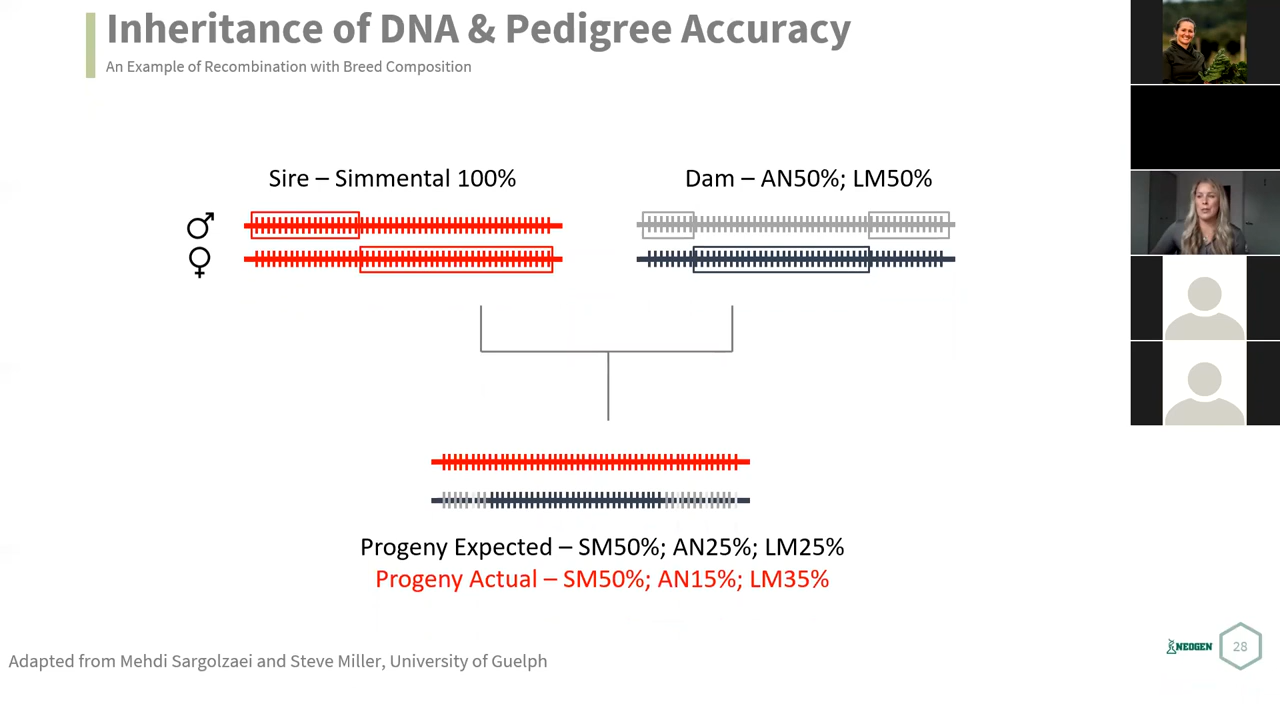 Inheritance of DNA & Pedigree Accuracy
An Example of Recombination with Breed Composition
Sire – Simmental 100%
Dam – AN50%; LM50%
Progeny Expected – SM50%; AN25%; LM25%
Progeny Actual – SM50%; AN15%; LM35%
Adapted from Mehdi Sargolzaei and Steve Miller, University of Guelph
NEOGEN
28